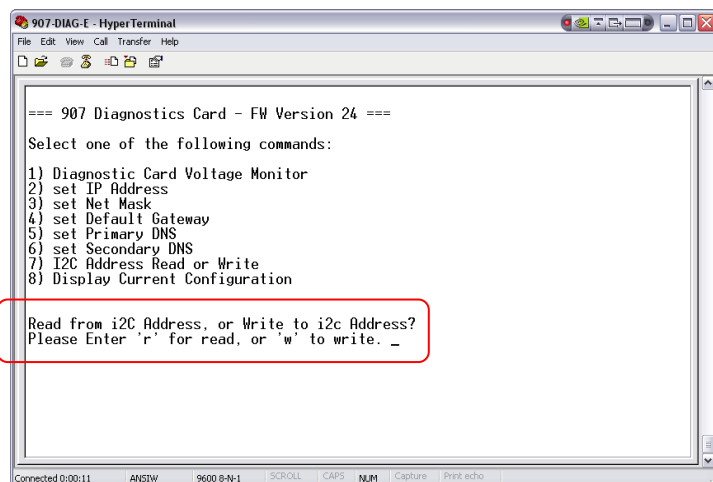 907-DIAG-E - HyperTerminal
File Edit View Call Transfer Help
=== 907 Diagnostics Card - FW Version 24 ===
Select one of the following commands:
1) Diagnostic Card Voltage Monitor
2) set IP Address
3) set Net Mask
4) set Default Gateway
5) set Primary DNS
6) set Secondary DNS
7) I2C Address Read or Write
8) Display Current Configuration
Read from i2C Address, or Write to i2c Address?
Please Enter 'r' for read, or 'w' to write. _
Connected 0:00:11 ANSIW 9600 8-N-1 SCROLL CAPS NUM Capture Print echo